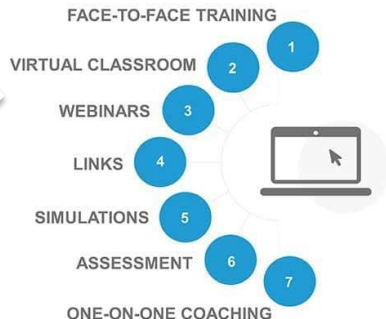 FACE-TO-FACE TRAINING
1
VIRTUAL CLASSROOM 2
WEBINARS 3
LINKS 4
SIMULATIONS 5
ASSESSMENT 6
7
ONE-ON-ONE COACHING